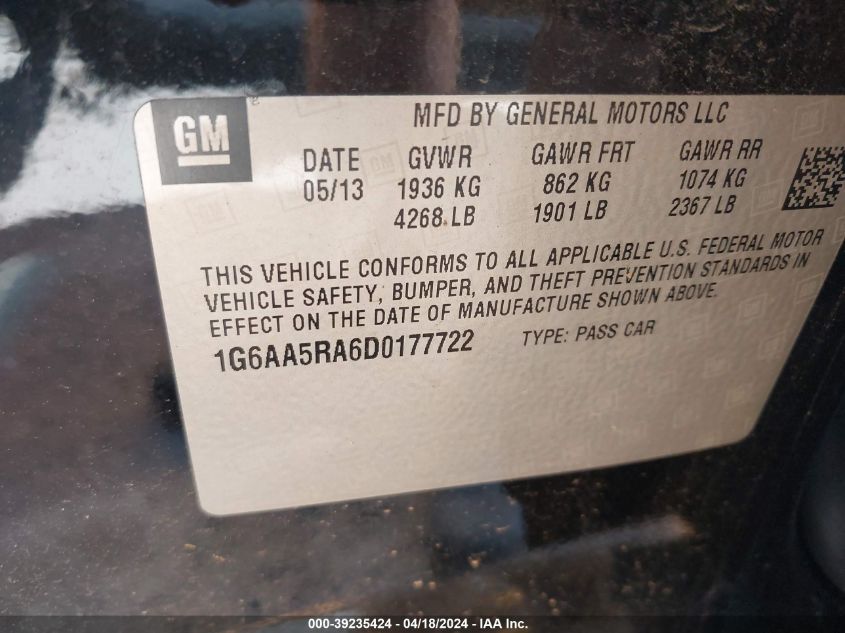 GM
MFD BY GENERAL MOTORS LLC
DATE GVWR GAWR FRT GAWR RR
05/13 1936 KG 862 KG 1074 KG
4268 LB 1901 LB 2367 LB
THIS VEHICLE CONFORMS TO ALL APPLICABLE U.S. FEDERAL MOTOR
VEHICLE SAFETY, BUMPER, AND THEFT PREVENTION STANDARDS IN
EFFECT ON THE DATE OF MANUFACTURE SHOWN ABOVE.
1G6AA5RA6D0177722 TYPE: PASS CAR
000-39235424 - 04/18/2024 - IAA Inc.